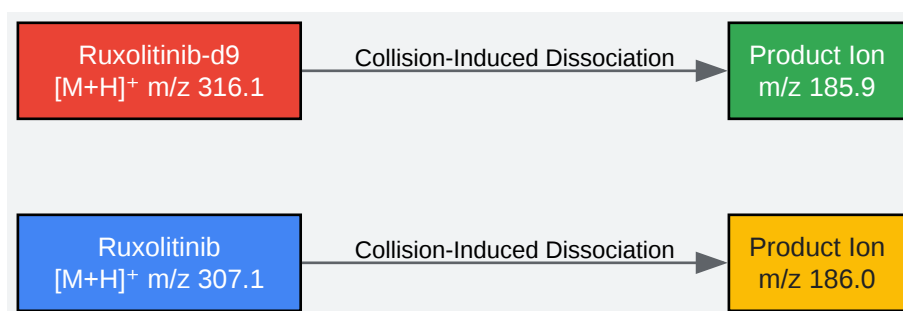 Ruxolitinib-d9
[M+H]⁺ m/z 316.1
Collision-Induced Dissociation
Product Ion
m/z 185.9
Ruxolitinib
[M+H]⁺ m/z 307.1
Collision-Induced Dissociation
Product Ion
m/z 186.0